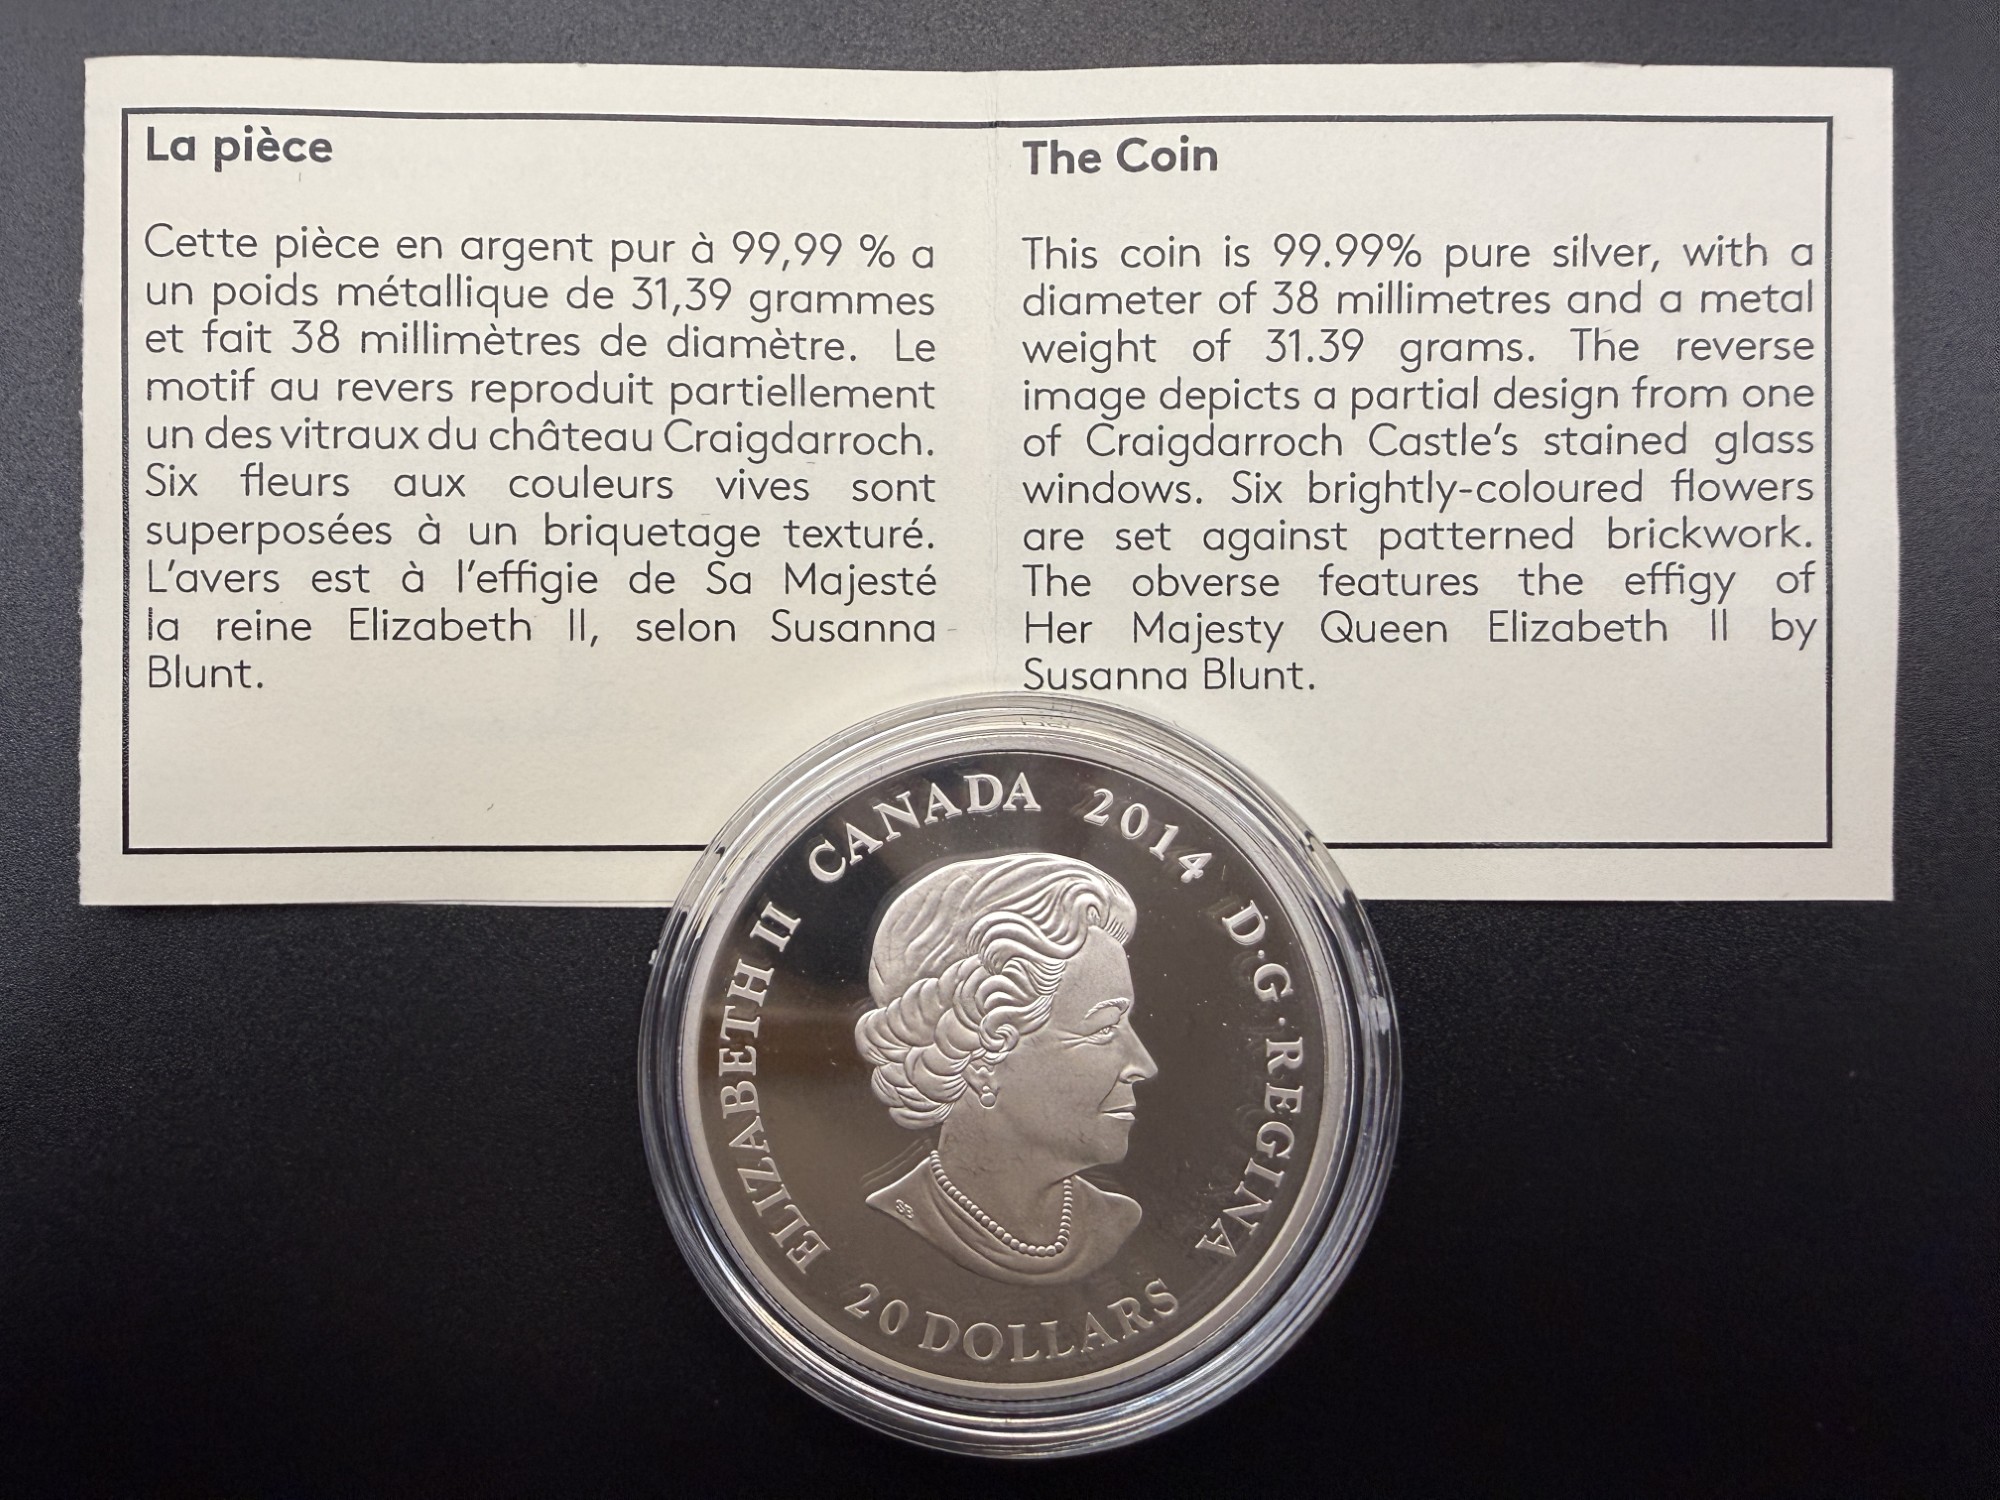 La pièce
Cette pièce en argent pur à 99,99 % a
un poids métallique de 31,39 grammes
et fait 38 millimètres de diamètre. Le
motif au revers reproduit partiellement
un des vitraux du château Craigdarroch.
Six fleurs aux couleurs vives sont
superposées à un briquetage texturé.
L'avers est à l'effigie de Sa Majesté
la reine Elizabeth II, selon Susanna
Blunt.
The Coin
This coin is 99.99% pure silver, with a
diameter of 38 millimetres and a metal
weight of 31.39 grams. The reverse
image depicts a partial design from one
of Craigdarroch Castle's stained glass
windows. Six brightly-coloured flowers
are set against patterned brickwork.
The obverse features the effigy of
Her Majesty Queen Elizabeth II by
Susanna Blunt.
ELIZABETH II CANADA 2014 D·G·REGINA
SB
20 DOLLARS